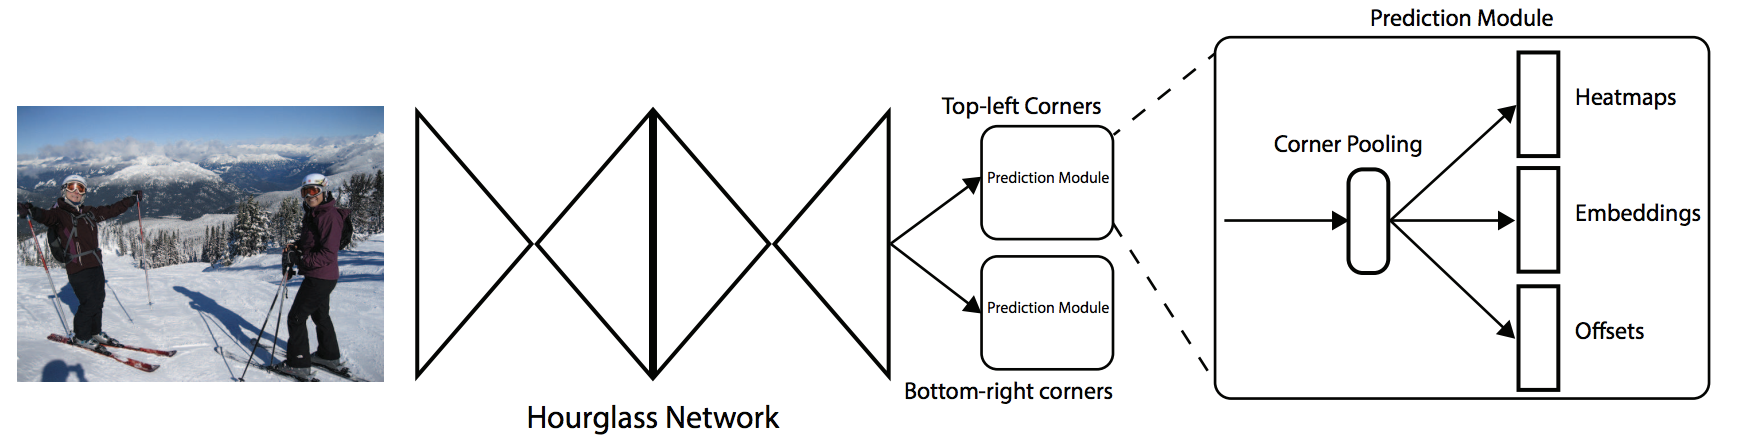 Prediction Module
Top-left Corners
Heatmaps
Corner Pooling
Prediction Module
Embeddings
Prediction Module
Offsets
Bottom-right corners
Hourglass Network